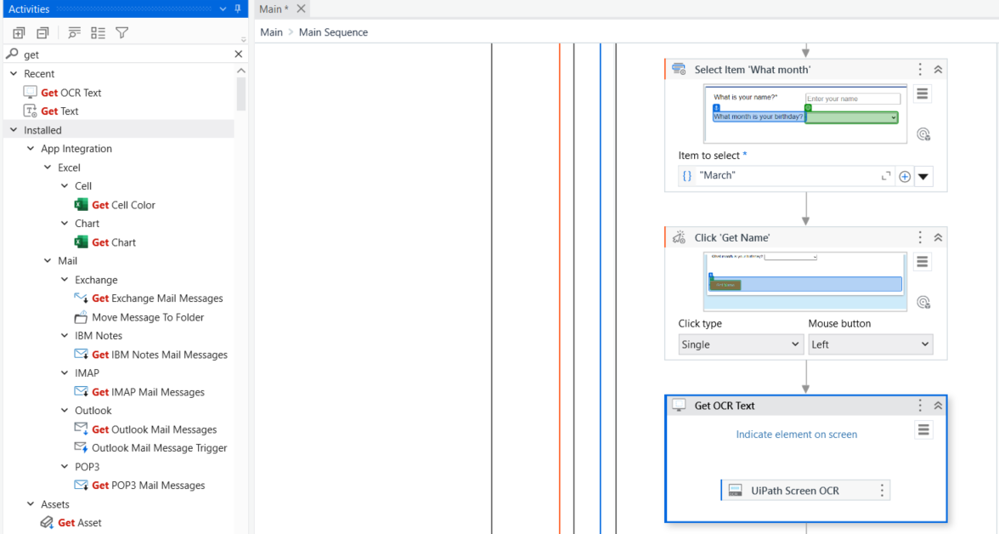 Activities
get
Recent
Get OCR Text
Get Text
Installed
App Integration
Excel
Cell
Get Cell Color
Chart
Get Chart
Mail
Exchange
Get Exchange Mail Messages
Move Message To Folder
IBM Notes
Get IBM Notes Mail Messages
IMAP
Get IMAP Mail Messages
Outlook
Get Outlook Mail Messages
Outlook Mail Message Trigger
POP3
Get POP3 Mail Messages
Assets
Get Asset
Main *
Main > Main Sequence
Select Item 'What month'
What is your name?* Enter your name
What month is your birthday?
Item to select *
{} "March"
Click 'Get Name'
What month is your birthday?
Click type Mouse button
Single Left
Get OCR Text
Indicate element on screen
UiPath Screen OCR